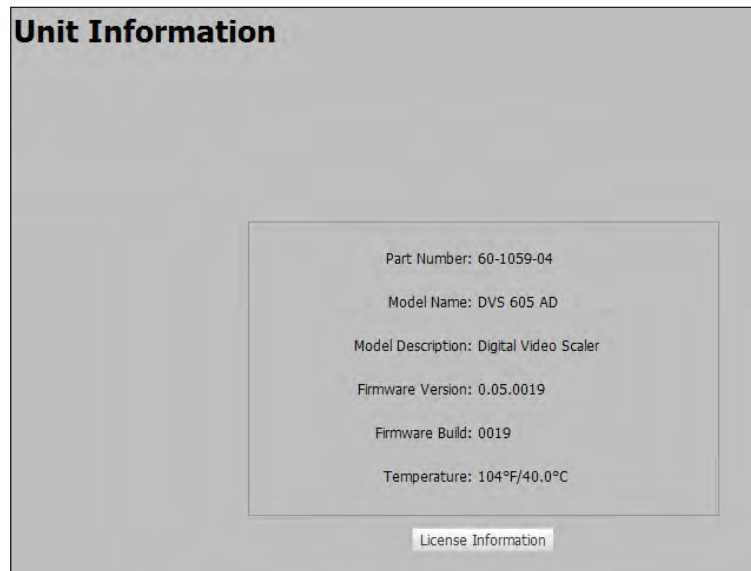 Unit Information
Part Number: 60-1059-04
Model Name: DVS 605 AD
Model Description: Digital Video Scaler
Firmware Version: 0.05.0019
Firmware Build: 0019
Temperature: 104°F/40.0°C
License Information